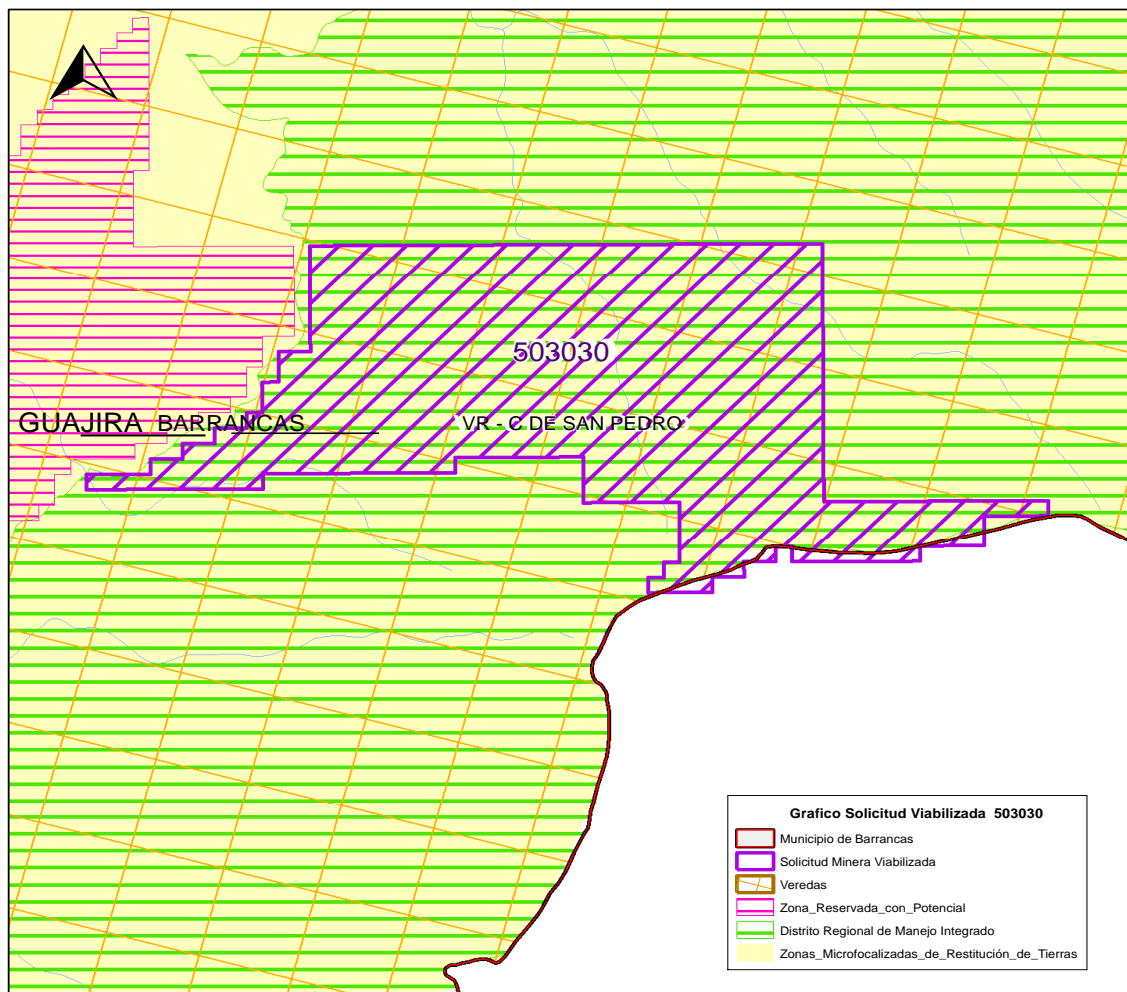 503030
GUAJIRA BARRANCAS VR - C DE SAN PEDRO
Grafico Solicitud Viabilizada 503030
Municipio de Barrancas
Solicitud Minera Viabilizada
Veredas
Zona_Reservada_con_Potencial
Distrito Regional de Manejo Integrado
Zonas_Microfocalizadas_de_Restitución_de_Tierras